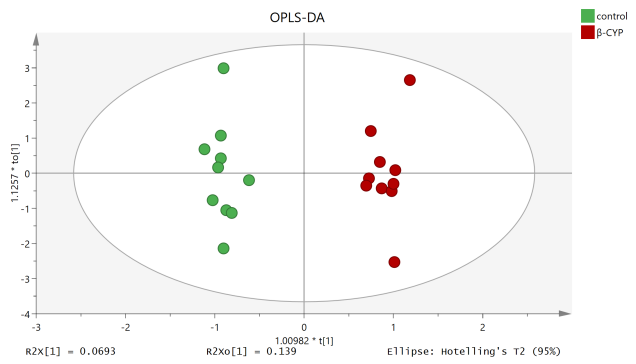 OPLS-DA
control
β-CYP
3
2
1
0
-1
-2
-3
-4
1.1257 * to[1]
-3 -2 -1 0 1 2
1.00982 * t[1]
R2X[1] = 0.0693 R2Xo[1] = 0.139 Ellipse: Hotelling's T2 (95%)